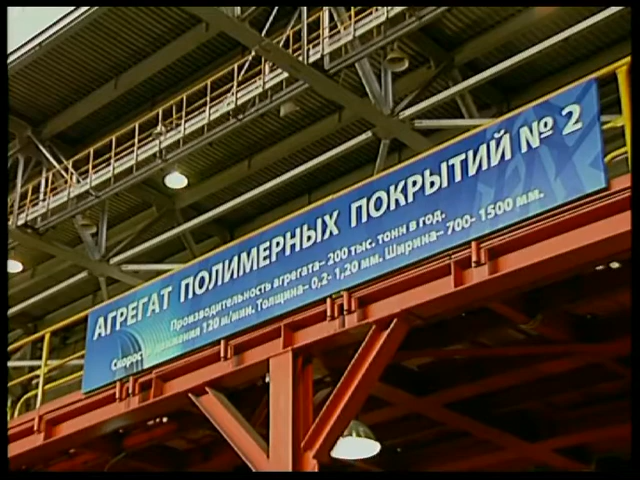 АГРЕГАТ ПОЛИМЕРНЫХ ПОКРЫТИЙ № 2
Производительность агрегата– 200 тыс. тонн в год.
Скорость движения 120 м/мин. Толщина– 0,2- 1,20 мм. Ширина– 700- 1500 мм.